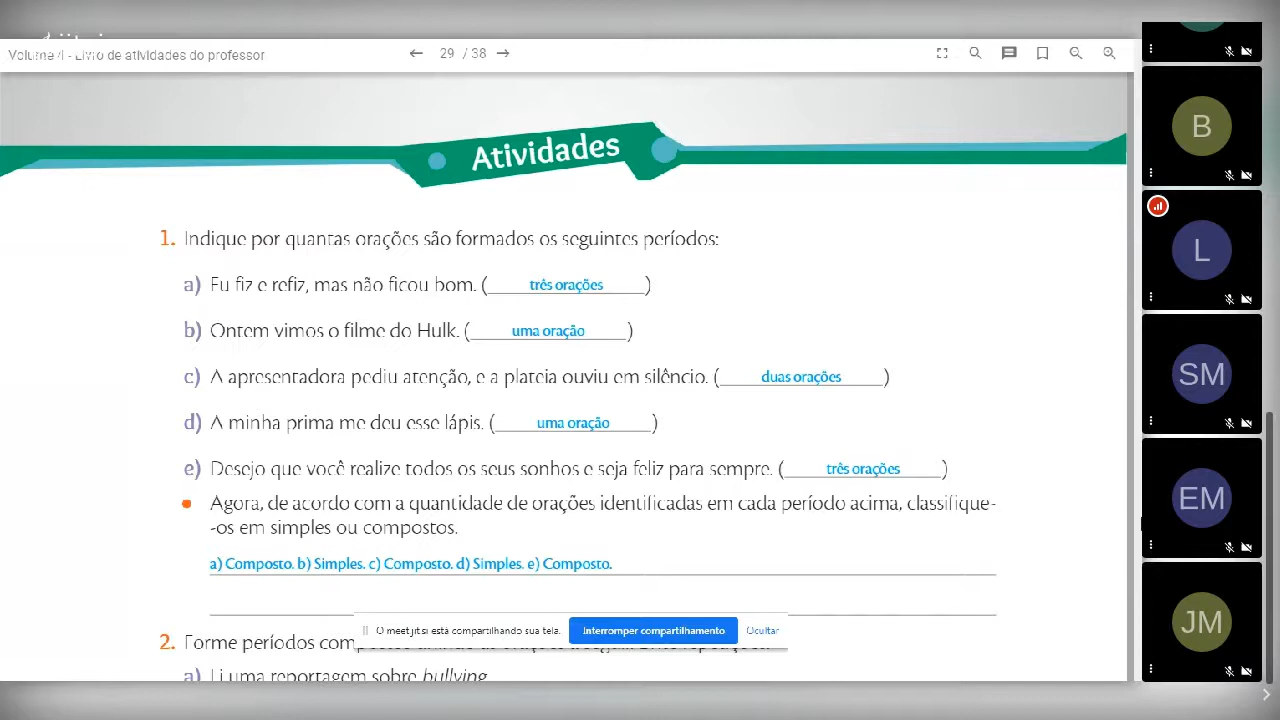 Volume 4 - Livro de atividades do professor
29 / 38
Atividades
1. Indique por quantas orações são formados os seguintes períodos:
a) Eu fiz e refiz, mas não ficou bom. (três orações)
b) Ontem vimos o filme do Hulk. (uma oração)
c) A apresentadora pediu atenção, e a plateia ouviu em silêncio. (duas orações)
d) A minha prima me deu esse lápis. (uma oração)
e) Desejo que você realize todos os seus sonhos e seja feliz para sempre. (três orações)
• Agora, de acordo com a quantidade de orações identificadas em cada período acima, classifique-
-os em simples ou compostos.
a) Composto. b) Simples. c) Composto. d) Simples. e) Composto.
O meet.jit.si está compartilhando sua tela.
Interromper compartilhamento
Ocultar
2. Forme períodos
a) Li uma reportagem sobre bullying
B
L
SM
EM
JM